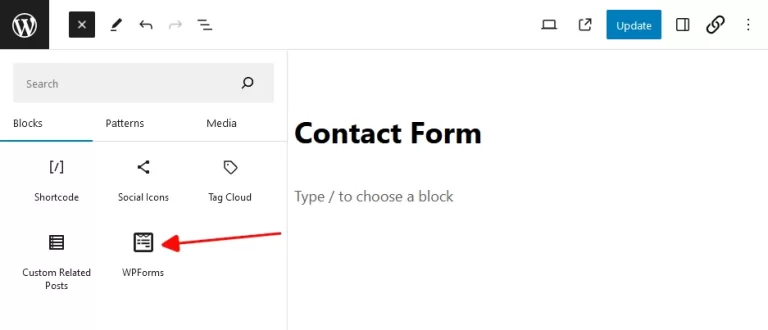 Update
Search
Blocks
Patterns
Media
Shortcode
Social Icons
Tag Cloud
Custom Related
Posts
WPForms
Contact Form
Type / to choose a block